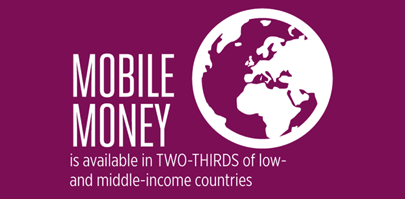 MOBILE
MONEY
is available in TWO-THIRDS of low-
and middle-income countries